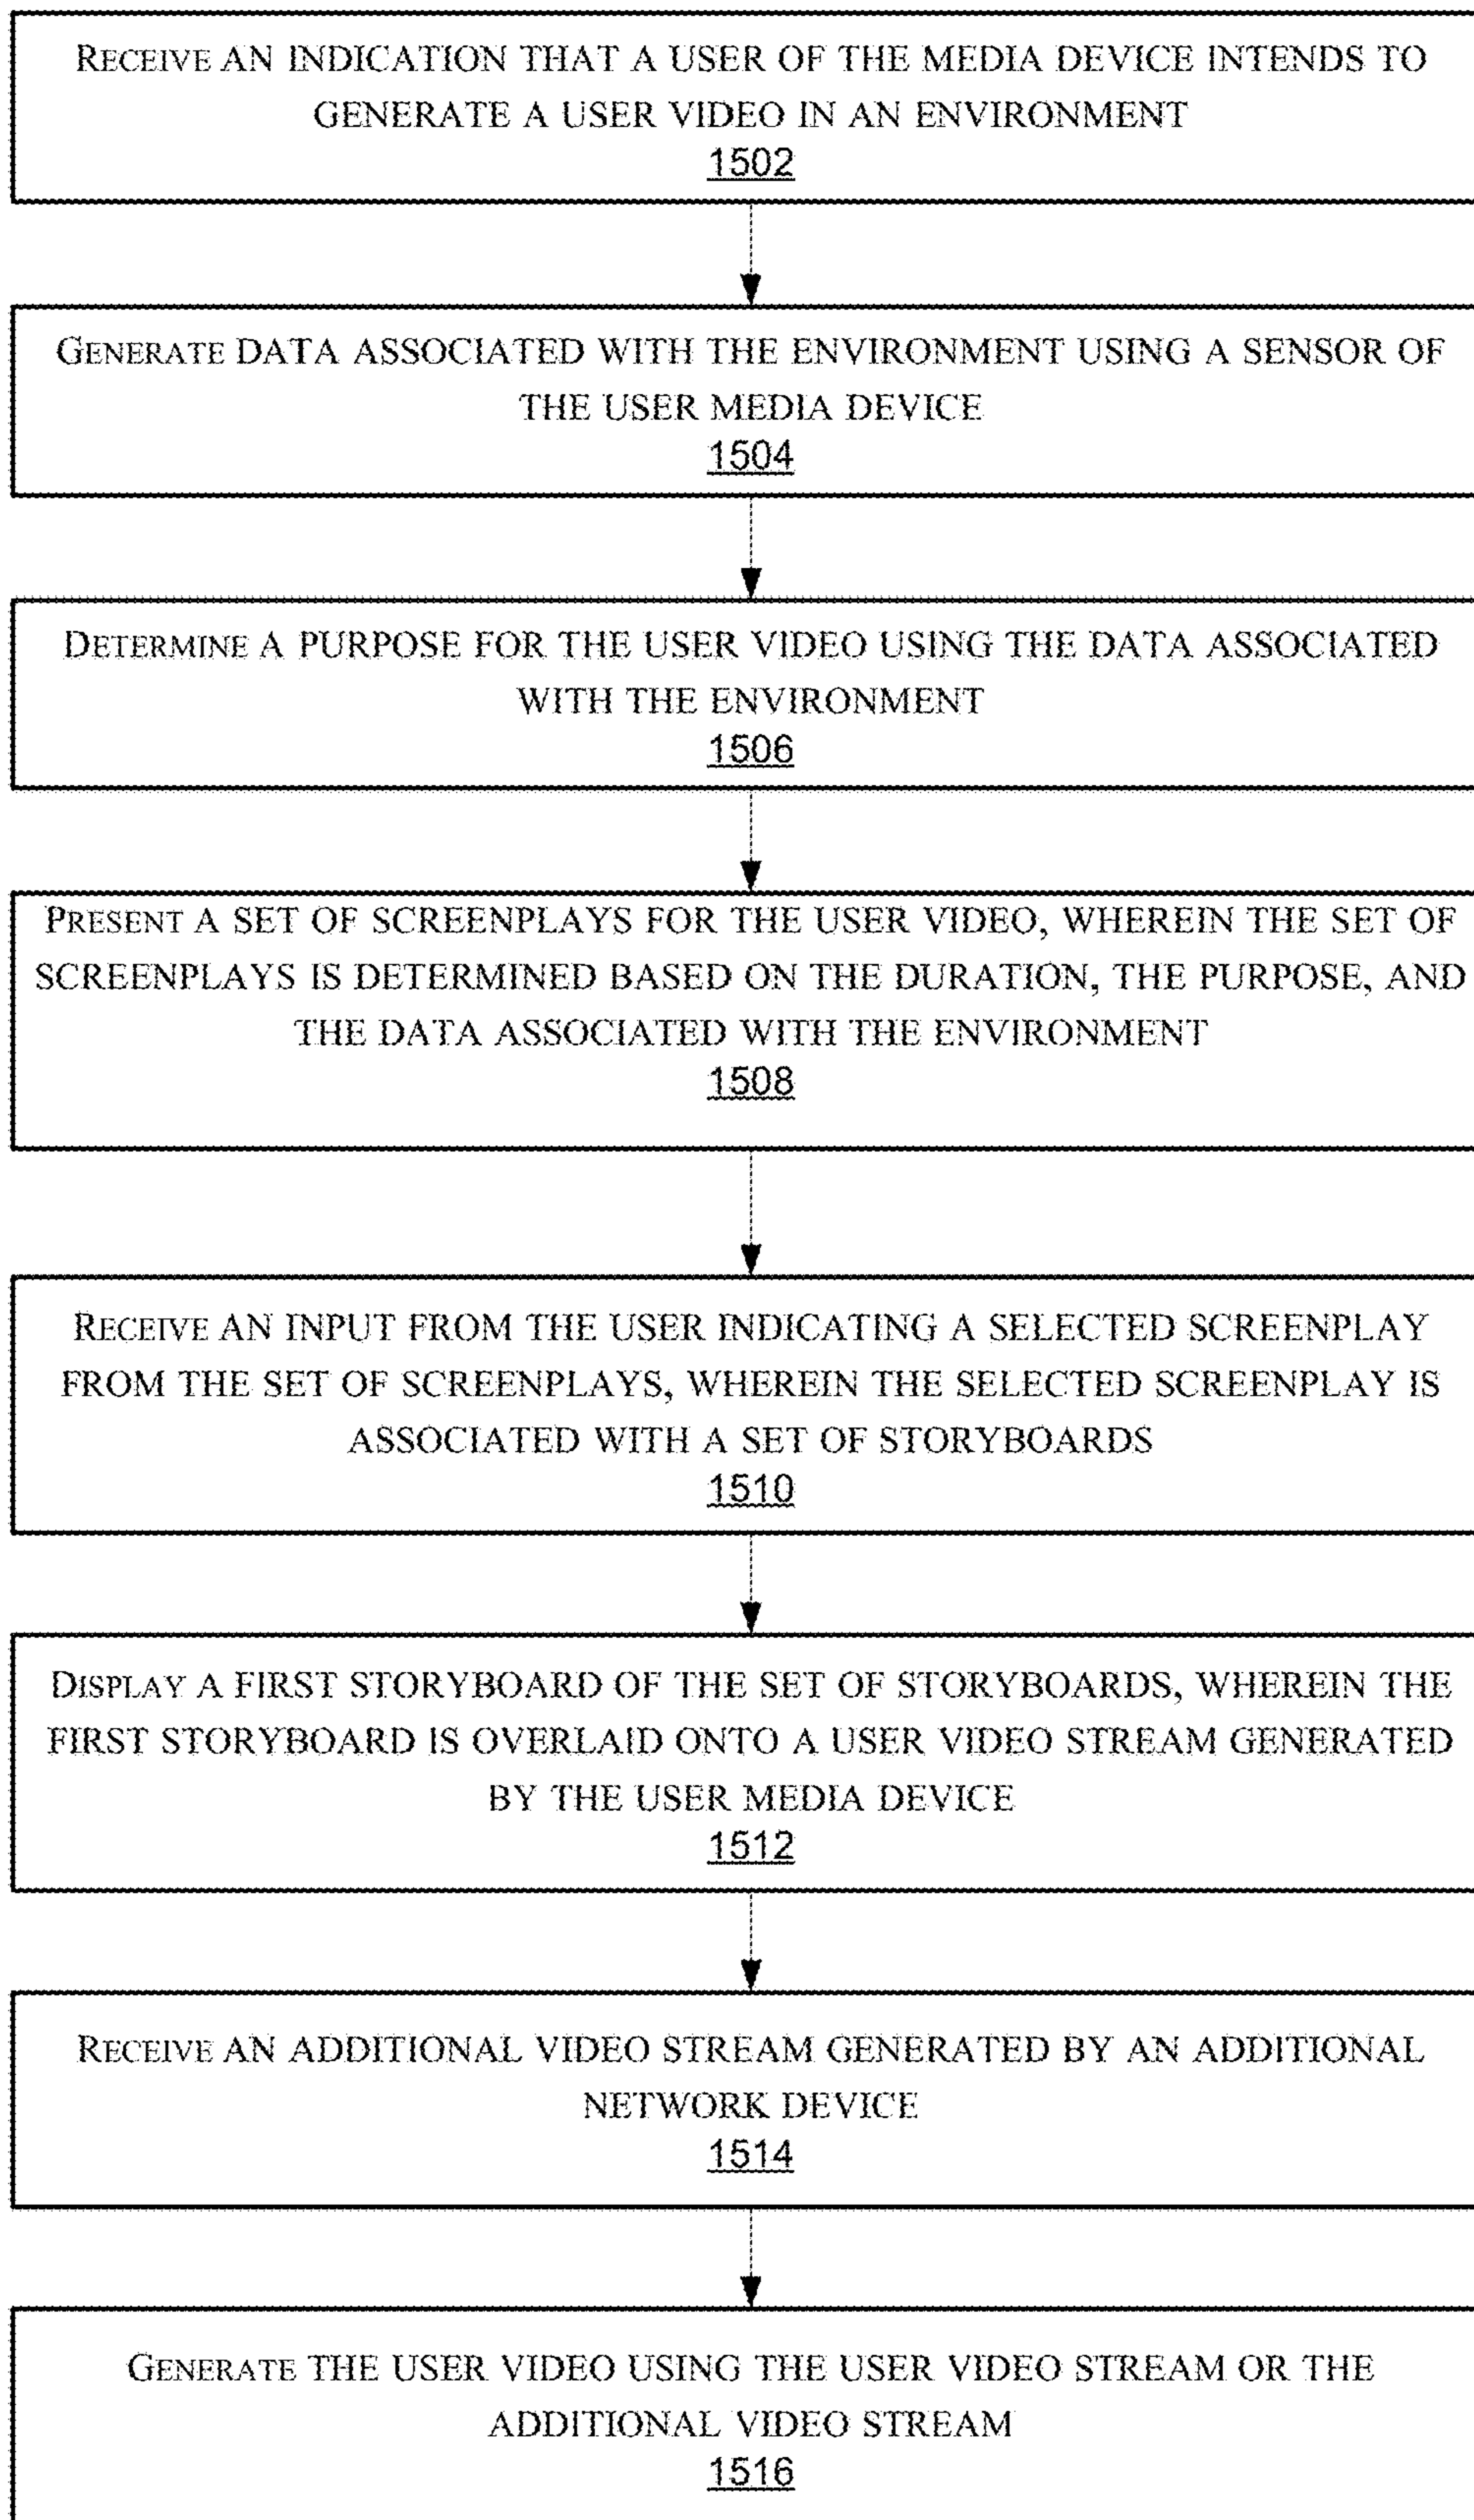 RECEIVE AN INDICATION THAT A USER OF THE MEDIA DEVICE INTENDS TO
GENERATE A USER VIDEO IN AN ENVIRONMENT
1502
GENERATE DATA ASSOCIATED WITH THE ENVIRONMENT USING A SENSOR OF
THE USER MEDIA DEVICE
1504
DETERMINE A PURPOSE FOR THE USER VIDEO USING THE DATA ASSOCIATED
WITH THE ENVIRONMENT
1506
PRESENT A SET OF SCREENPLAYS FOR THE USER VIDEO, WHEREIN THE SET OF
SCREENPLAYS IS DETERMINED BASED ON THE DURATION, THE PURPOSE, AND
THE DATA ASSOCIATED WITH THE ENVIRONMENT
1508
RECEIVE AN INPUT FROM THE USER INDICATING A SELECTED SCREENPLAY
FROM THE SET OF SCREENPLAYS, WHEREIN THE SELECTED SCREENPLAY IS
ASSOCIATED WITH A SET OF STORYBOARDS
1510
DISPLAY A FIRST STORYBOARD OF THE SET OF STORYBOARDS, WHEREIN THE
FIRST STORYBOARD IS OVERLAID ONTO A USER VIDEO STREAM GENERATED
BY THE USER MEDIA DEVICE
1512
RECEIVE AN ADDITIONAL VIDEO STREAM GENERATED BY AN ADDITIONAL
NETWORK DEVICE
1514
GENERATE THE USER VIDEO USING THE USER VIDEO STREAM OR THE
ADDITIONAL VIDEO STREAM
1516